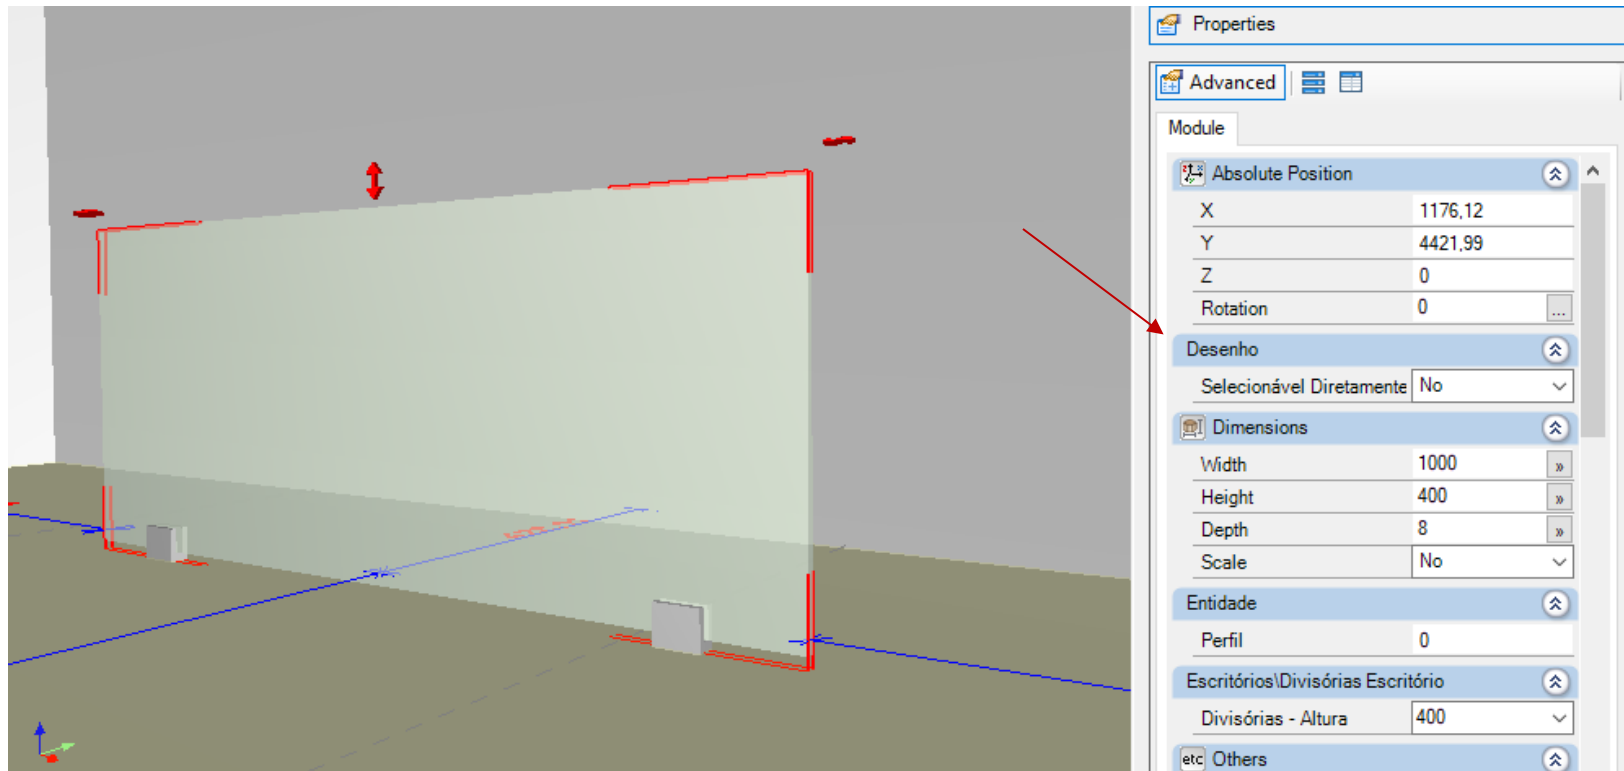 Properties
Advanced
Module
Absolute Position
X 1176,12
Y 4421,99
Z 0
Rotation 0 ...
Desenho
Selecionável Diretamente No
Dimensions
Width 1000 »
Height 400 »
Depth 8 »
Scale No
Entidade
Perfil 0
Escritórios\Divisórias Escritório
Divisórias - Altura 400
etc Others